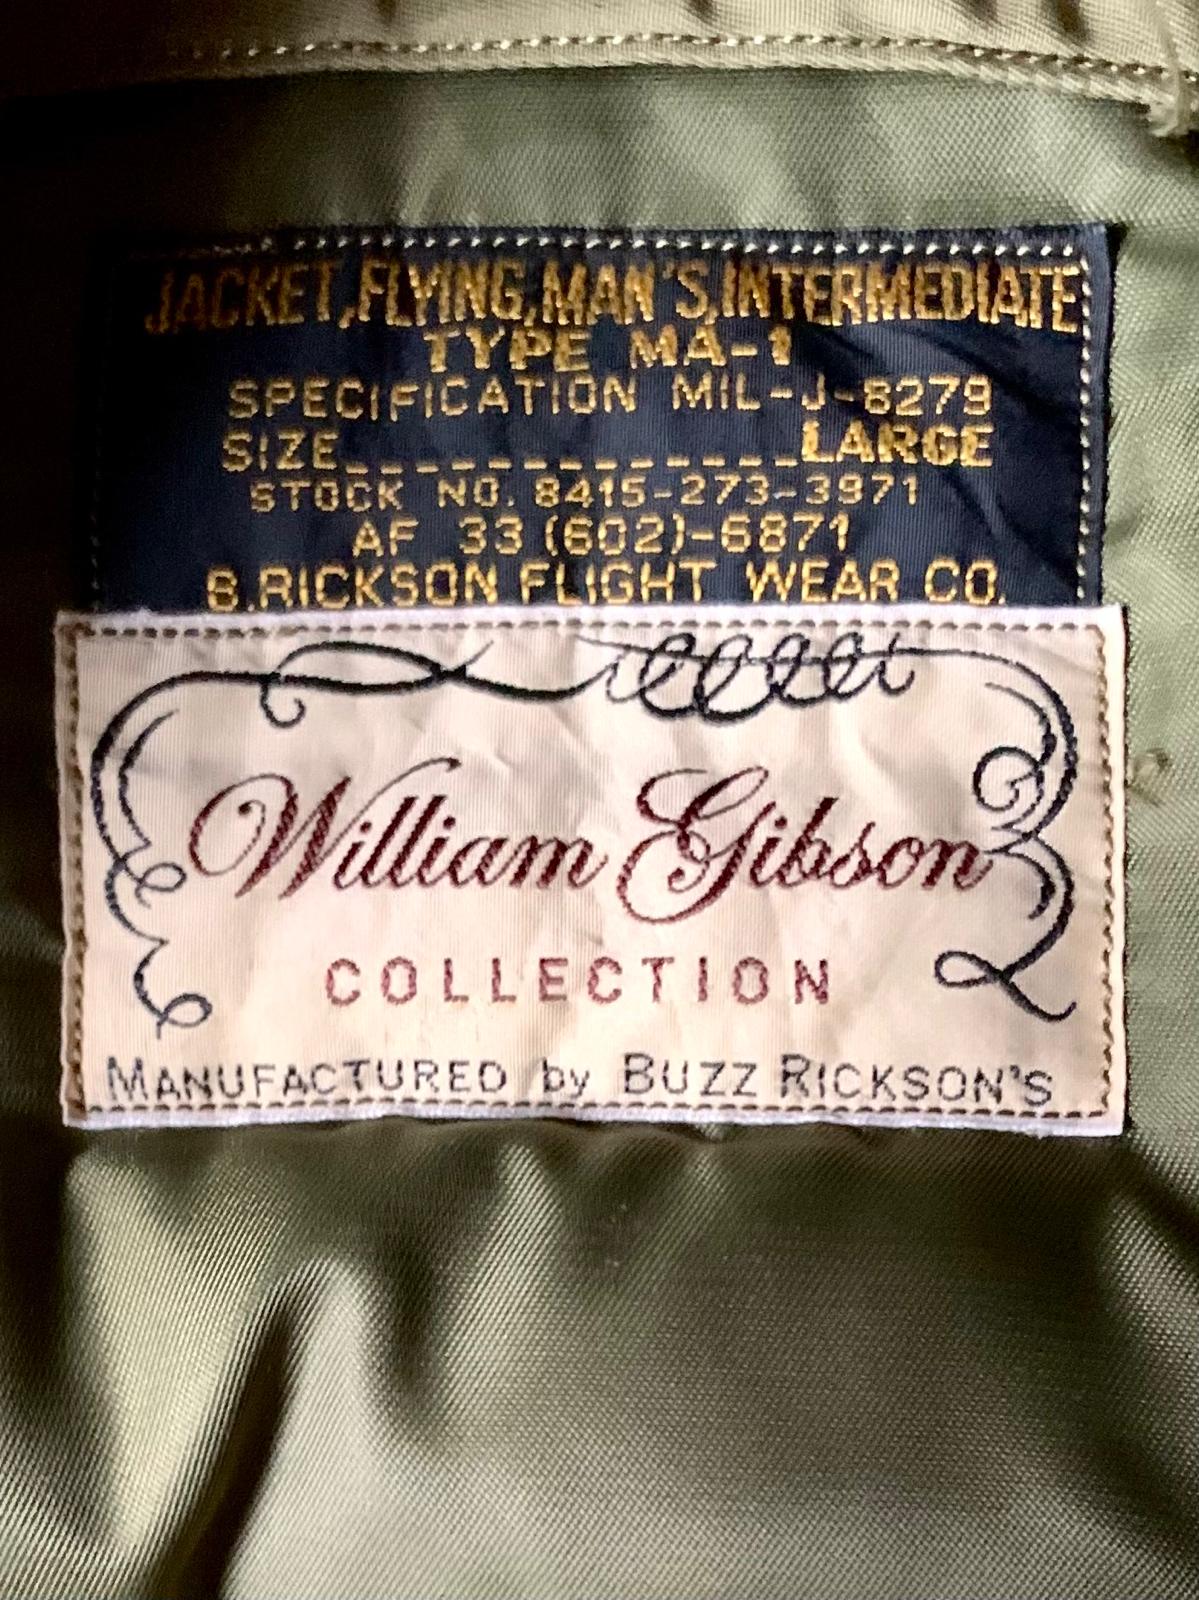 JACKET,FLYING,MAN'S,INTERMEDIATE
TYPE MA-1
SPECIFICATION MIL-J-8279
SIZE_____________LARGE
STOCK NO. 8415-273-3971
AF 33(602)-6871
B.RICKSON FLIGHT WEAR CO.
William Gibson
COLLECTION
MANUFACTURED by BUZZ RICKSON'S